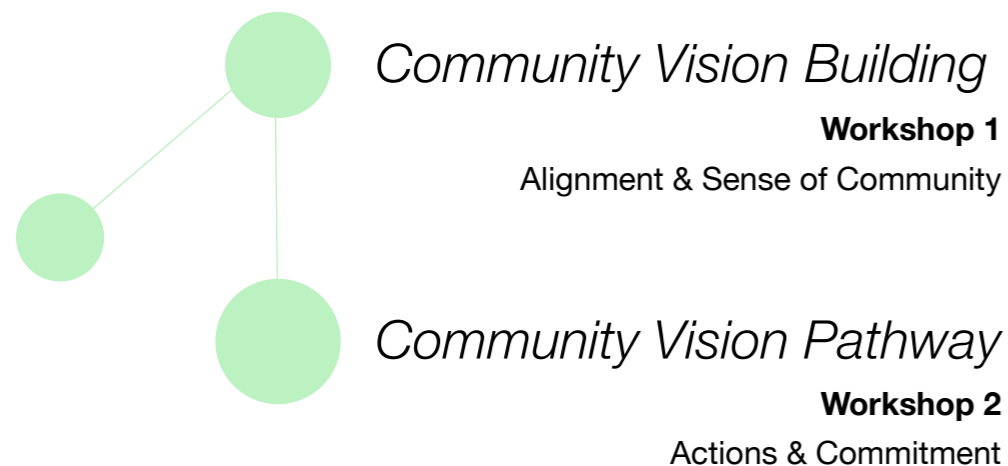 Community Vision Building
Workshop 1
Alignment & Sense of Community
Community Vision Pathway
Workshop 2
Actions & Commitment